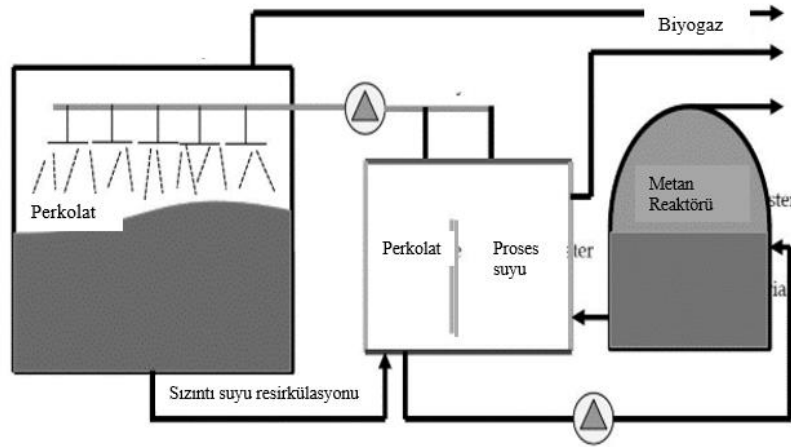 Biyogaz
Perkolat
Metan
Reaktörü
Perkolat
Proses
suyu
Sızıntı suyu resirkülasyonu